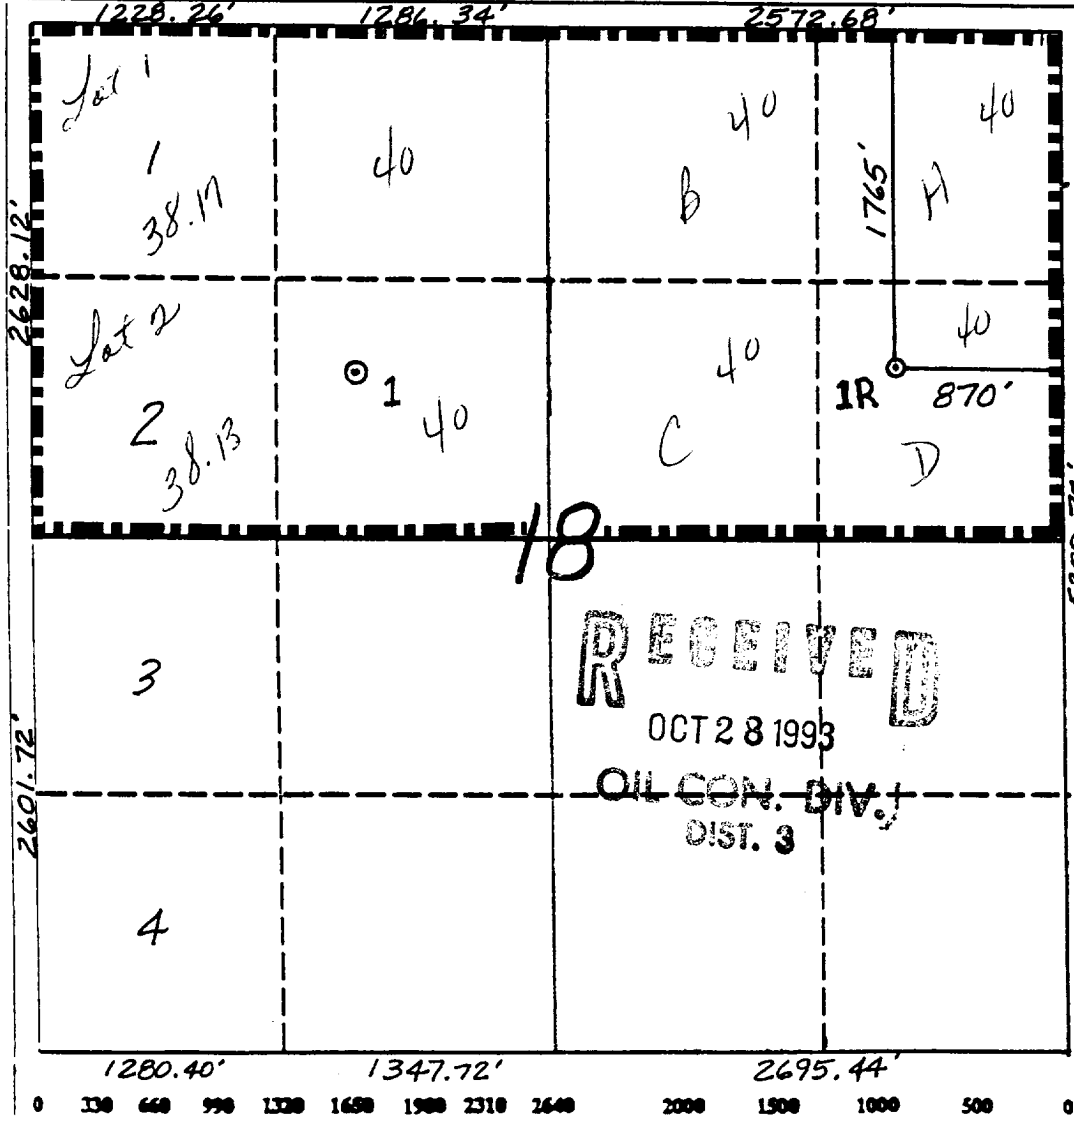 1228.26' 1286.34' 2572.68'
Lot 1
1
38.17
40
40
B
40
H
1765'
2628.12'
Lot 2
2
38.13
1
40
40
C
40
1R 870'
D
18
3
RECEIVED
OCT 28 1993
OIL CON. DIV.
DIST. 3
2601.72'
4
1280.40' 1347.72' 2695.44'
0 330 660 990 1320 1650 1980 2310 2640 2000 1500 1000 500 0